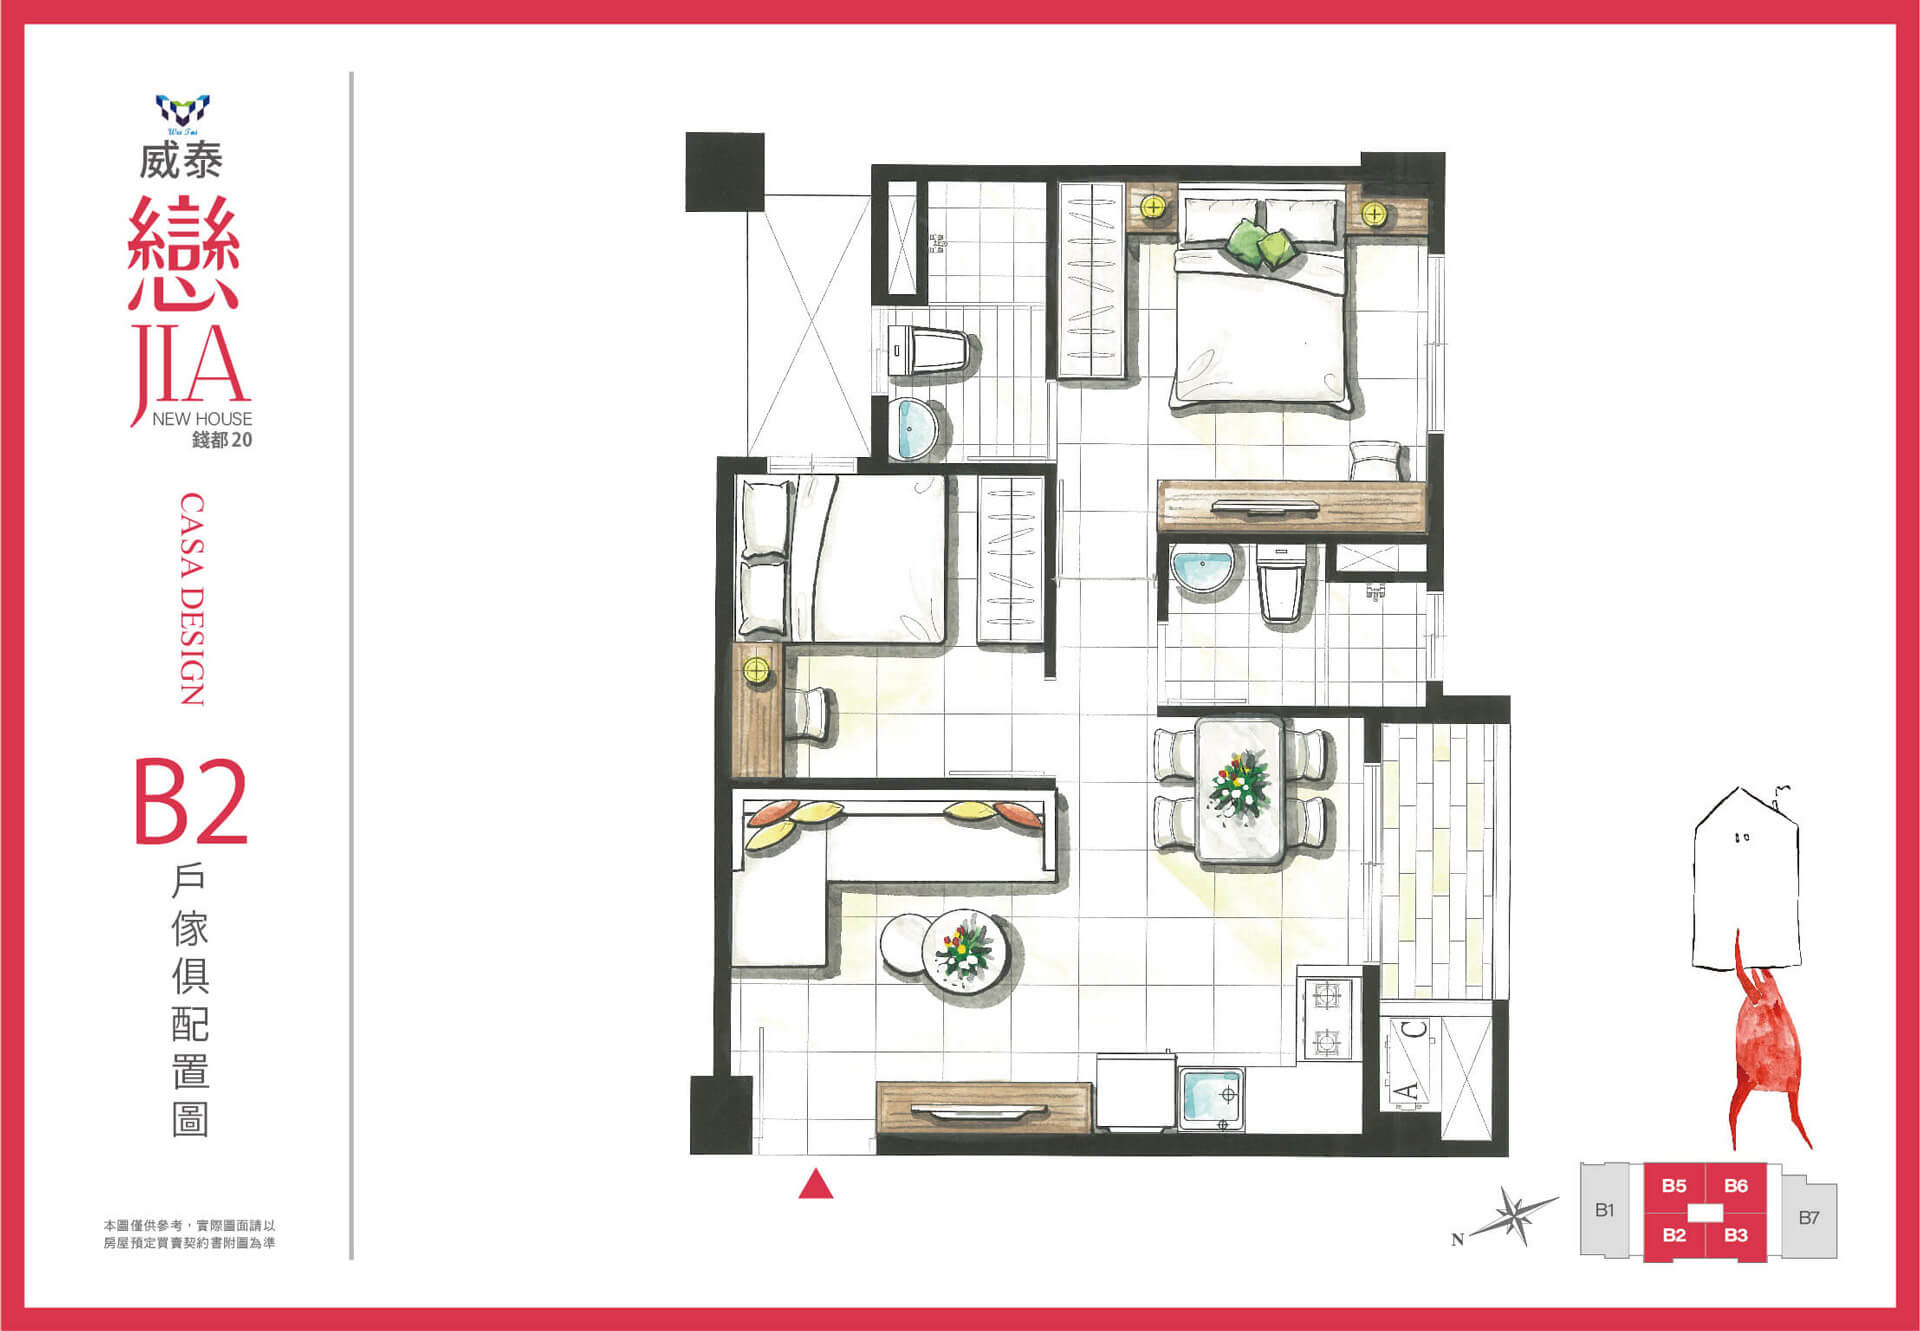 Wei Tai
威泰
戀
JIA
NEW HOUSE
錢都20
CASA DESIGN
B2
戶傢俱配置圖
本圖僅供參考，實際圖面請以
房屋預定買賣契約書附圖為準
A C
N
B1
B5
B6
B2
B3
B7